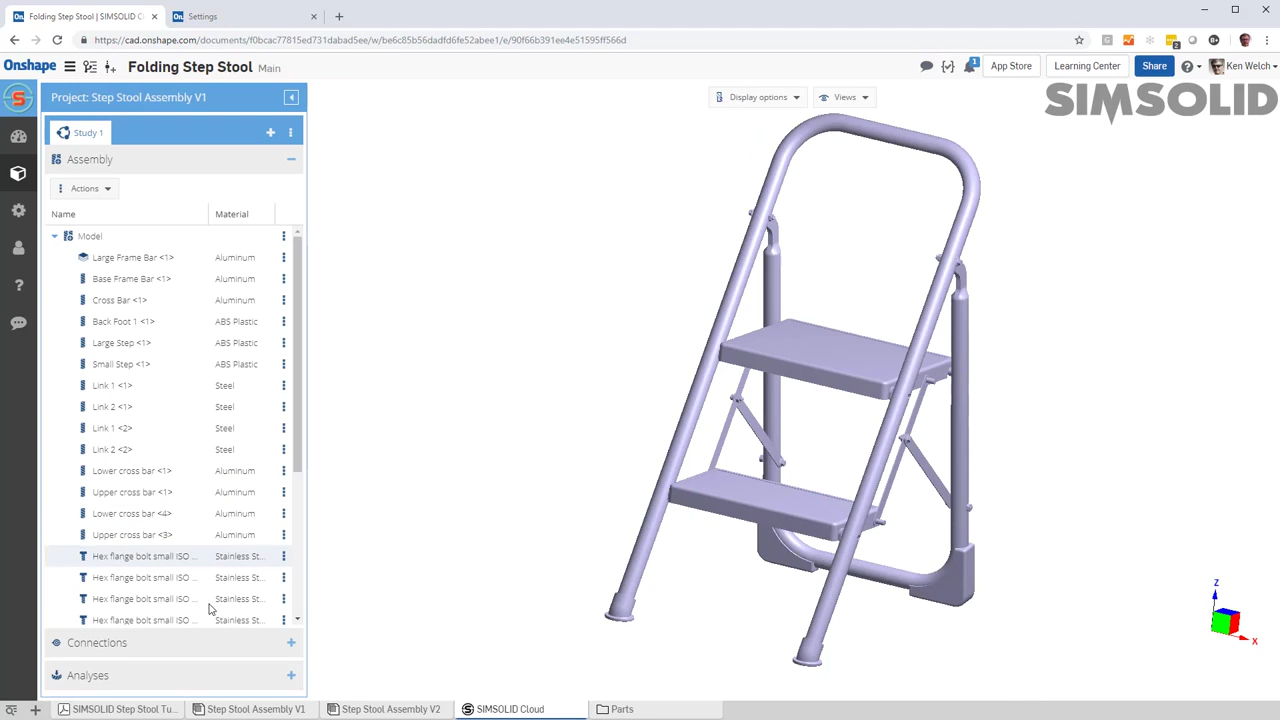 Folding Step Stool | SIMSOLID C
Settings
https://cad.onshape.com/documents/f0bcac77815ed731dabad5ee/w/be6c85b56dadfd6fe52abee1/e/90f66b391ee4e51595ff566d
Onshape
Folding Step Stool Main
1
App Store
Learning Center
Share
Ken Welch
Project: Step Stool Assembly V1
Display options
Views
SIMSOLID
Study 1
Assembly
Actions
Name Material
Model
Large Frame Bar <1> Aluminum
Base Frame Bar <1> Aluminum
Cross Bar <1> Aluminum
Back Foot 1 <1> ABS Plastic
Large Step <1> ABS Plastic
Small Step <1> ABS Plastic
Link 1 <1> Steel
Link 2 <1> Steel
Link 1 <2> Steel
Link 2 <2> Steel
Lower cross bar <1> Aluminum
Upper cross bar <1> Aluminum
Lower cross bar <4> Aluminum
Upper cross bar <3> Aluminum
Hex flange bolt small ISO ... Stainless St...
Hex flange bolt small ISO ... Stainless St...
Hex flange bolt small ISO ... Stainless St...
Hex flange bolt small ISO ... Stainless St...
Connections
Analyses
Z
X
SIMSOLID Step Stool Tu...
Step Stool Assembly V1
Step Stool Assembly V2
SIMSOLID Cloud
Parts